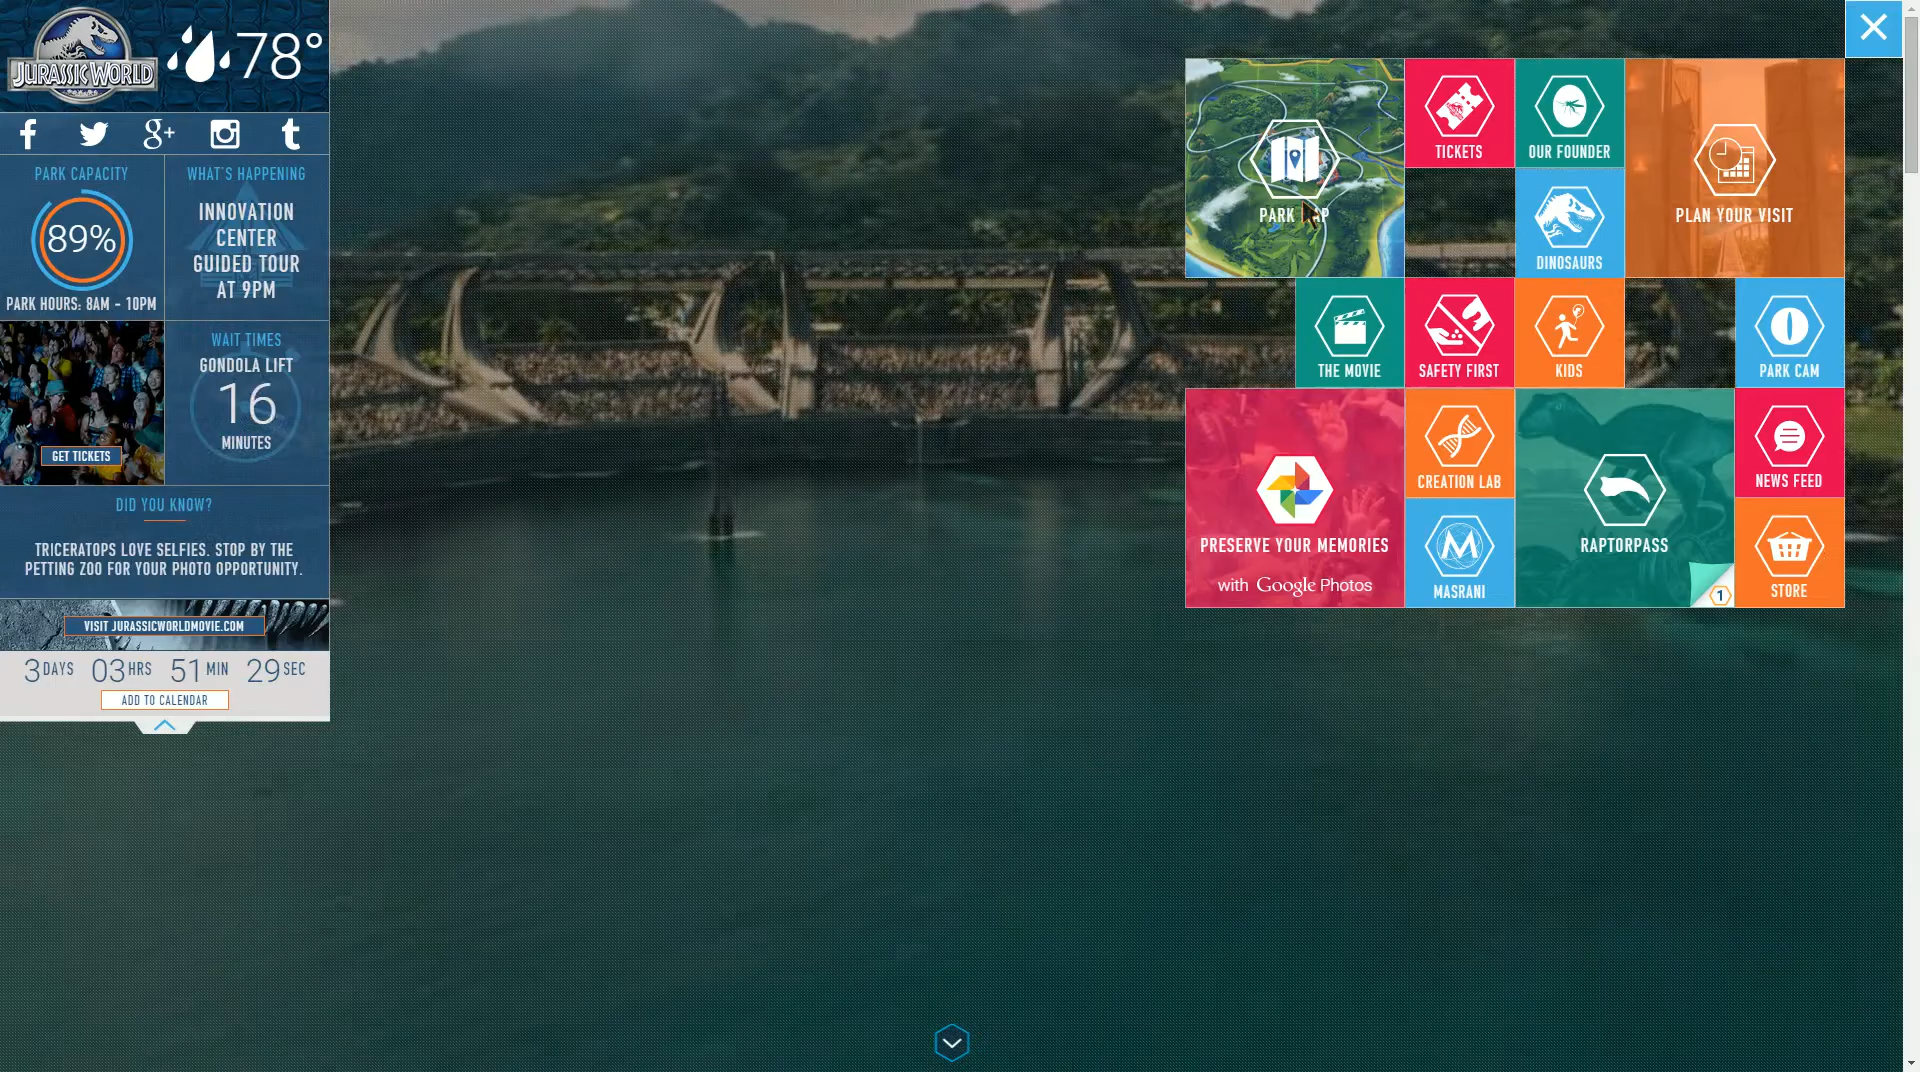 JURASSIC WORLD
78°
f
g+
t
PARK CAPACITY
89%
PARK HOURS: 8AM - 10PM
WHAT'S HAPPENING
INNOVATION
CENTER
GUIDED TOUR
AT 9PM
GET TICKETS
WAIT TIMES
GONDOLA LIFT
16
MINUTES
DID YOU KNOW?
TRICERATOPS LOVE SELFIES. STOP BY THE
PETTING ZOO FOR YOUR PHOTO OPPORTUNITY.
VISIT JURASSICWORLDMOVIE.COM
3 DAYS 03 HRS 51 MIN 29 SEC
ADD TO CALENDAR
PARK
TICKETS
OUR FOUNDER
PLAN YOUR VISIT
DINOSAURS
THE MOVIE
SAFETY FIRST
KIDS
PARK CAM
PRESERVE YOUR MEMORIES
with Google Photos
CREATION LAB
M
MASRANI
RAPTORPASS
1
NEWS FEED
STORE